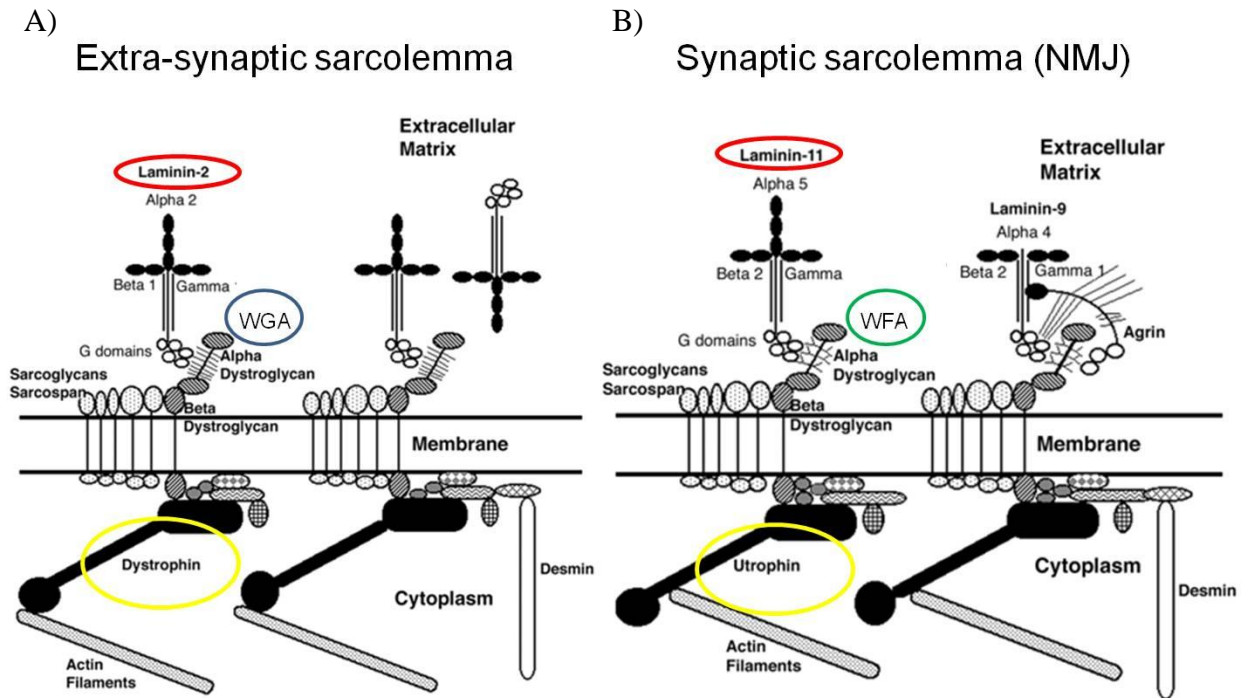 A)
Extra-synaptic sarcolemma
Extracellular
Matrix
Laminin-2
Alpha 2
Beta 1 Gamma
WGA
G domains
Alpha
Dystroglycan
Sarcoglycans
Sarcospan
Beta
Dystroglycan
Membrane
Dystrophin
Cytoplasm
Desmin
Actin
Filaments
B)
Synaptic sarcolemma (NMJ)
Extracellular
Matrix
Laminin-11
Alpha 5
Laminin-9
Alpha 4
Beta 2 Gamma
Beta 2 Gamma 1
WFA
Agrin
G domains
Alpha
Dystroglycan
Sarcoglycans
Sarcospan
Beta
Dystroglycan
Membrane
Utrophin
Cytoplasm
Desmin
Actin
Filaments